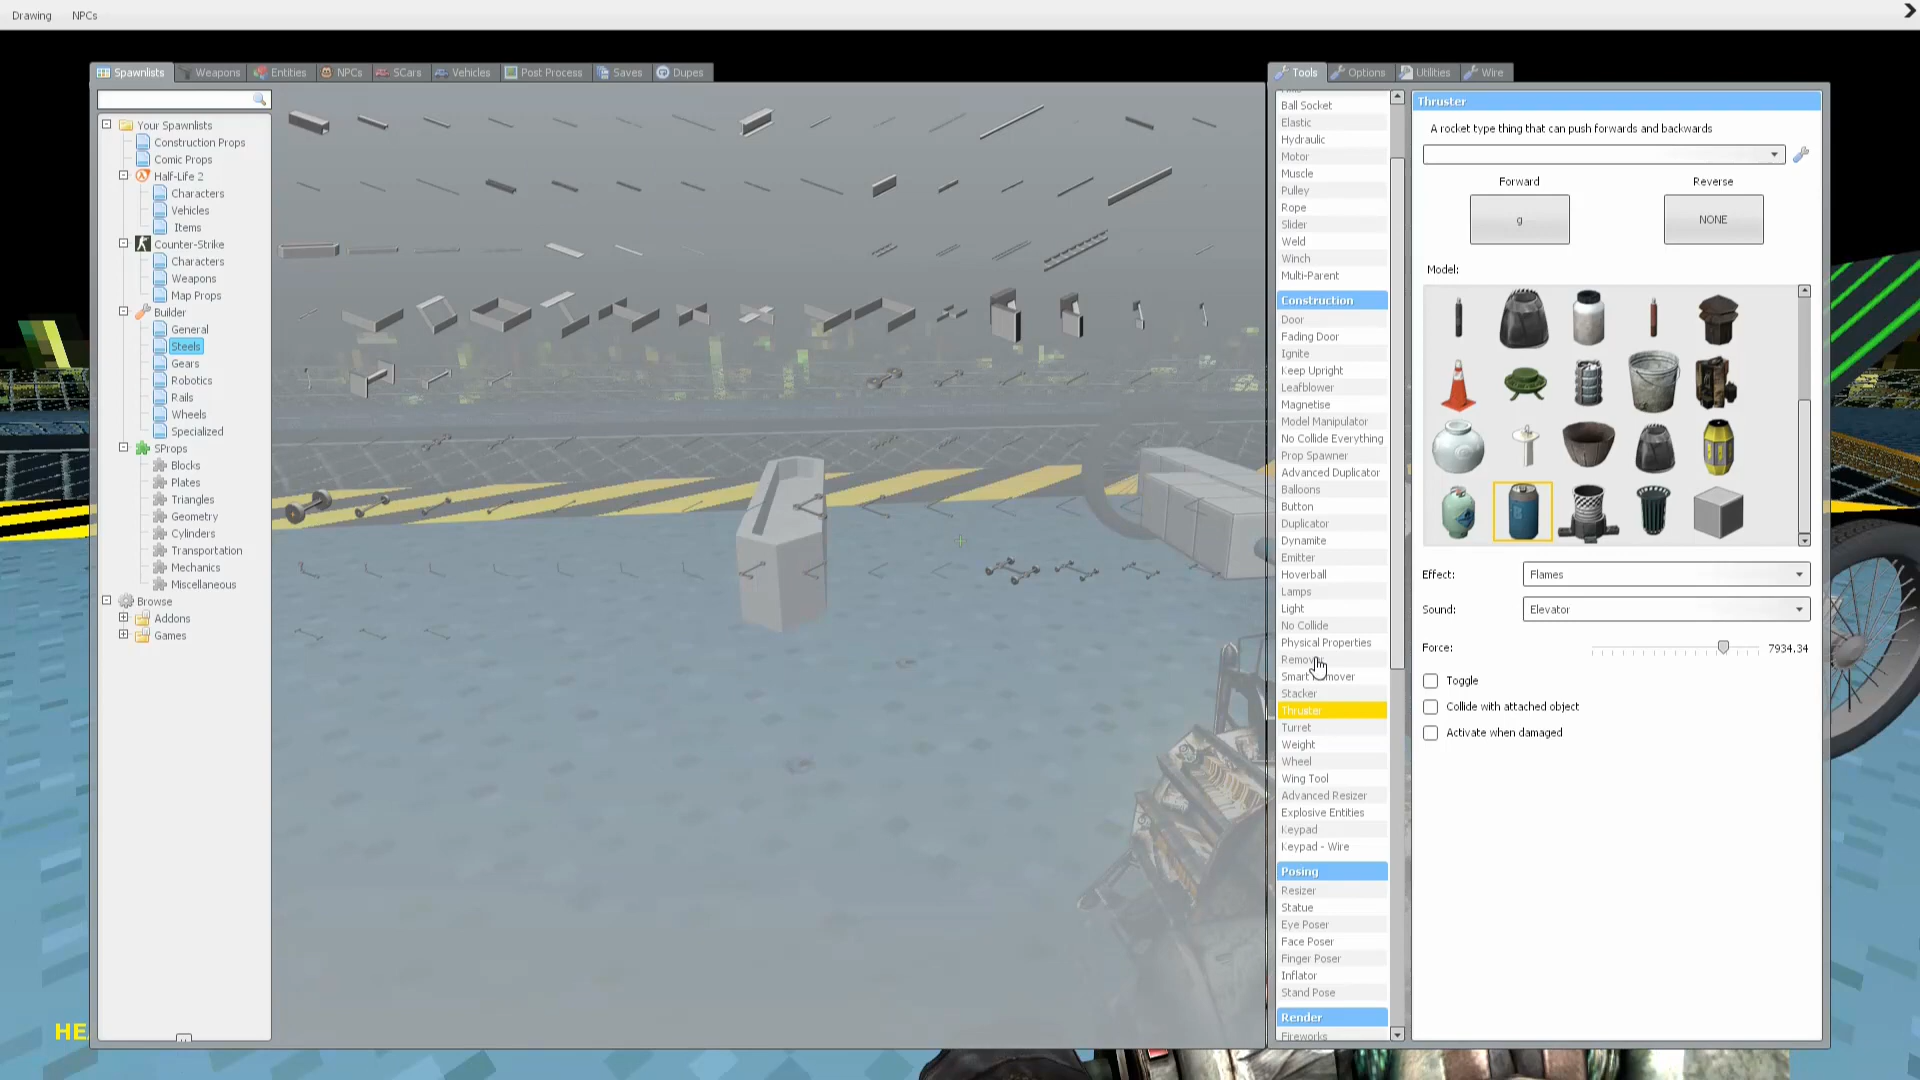 Drawing NPCs
Spawnlists Weapons Entities NPCs SCars Vehicles Post Process Saves Dupes
Your Spawnlists
Construction Props
Comic Props
Half-Life 2
Characters
Vehicles
Items
Counter-Strike
Characters
Weapons
Map Props
Builder
General
Steels
Gears
Robotics
Rails
Wheels
Specialized
SProps
Blocks
Plates
Triangles
Geometry
Cylinders
Transportation
Mechanics
Miscellaneous
Browse
Addons
Games
HE
Tools Options Utilities Wire
Ball Socket
Elastic
Hydraulic
Motor
Muscle
Pulley
Rope
Slider
Weld
Winch
Multi-Parent
Construction
Door
Fading Door
Ignite
Keep Upright
Leafblower
Magnetise
Model Manipulator
No Collide Everything
Prop Spawner
Advanced Duplicator
Balloons
Button
Duplicator
Dynamite
Emitter
Hoverball
Lamps
Light
No Collide
Physical Properties
Remover
Smart Remover
Stacker
Thruster
Turret
Weight
Wheel
Wing Tool
Advanced Resizer
Explosive Entities
Keypad
Keypad - Wire
Posing
Resizer
Statue
Eye Poser
Face Poser
Finger Poser
Inflator
Stand Pose
Render
Fireworks
Thruster
A rocket type thing that can push forwards and backwards
Forward Reverse
g NONE
Model:
Effect: Flames
Sound: Elevator
Force: 7934.34
Toggle
Collide with attached object
Activate when damaged